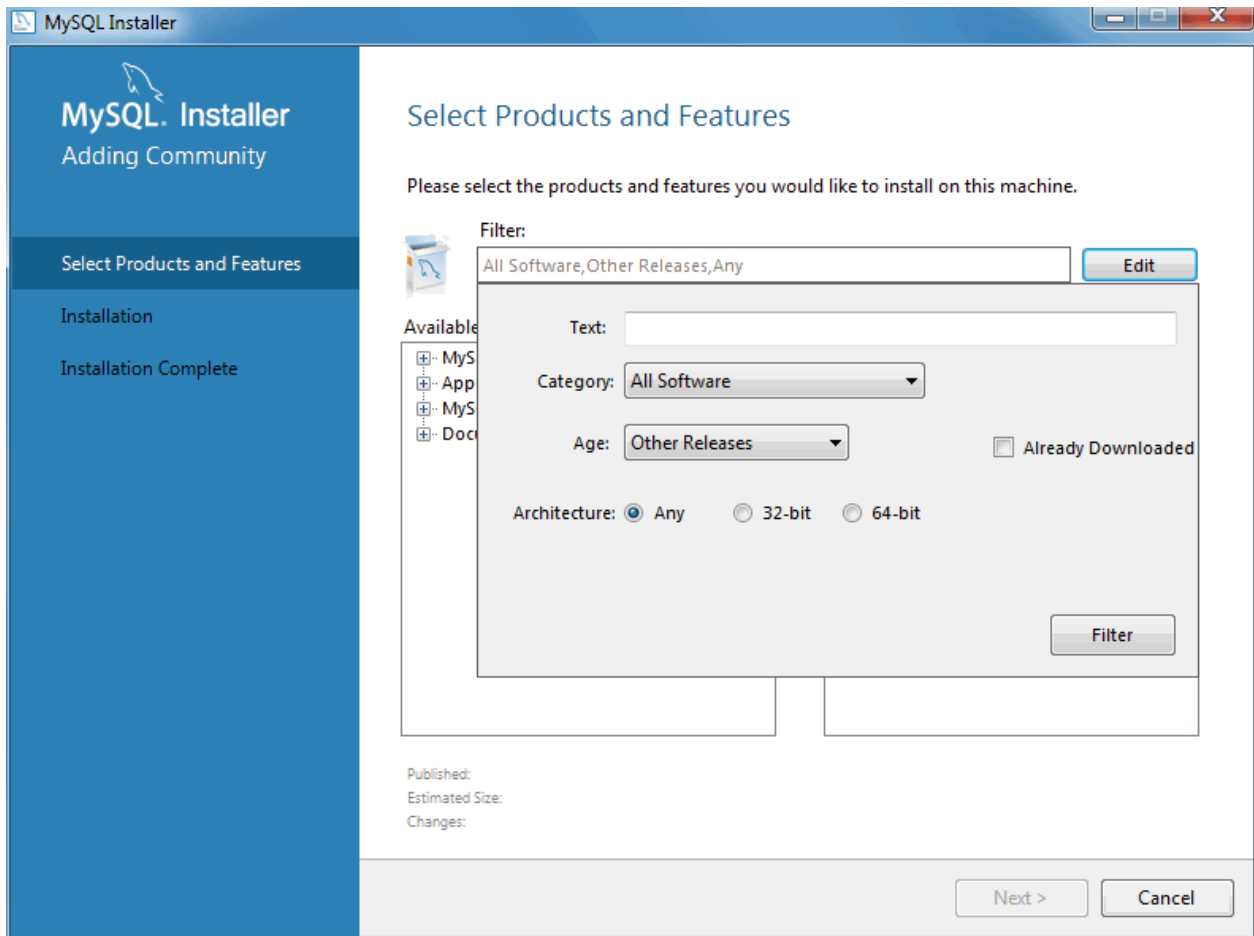 MySQL Installer
MySQL. Installer
Adding Community
Select Products and Features
Installation
Installation Complete
Select Products and Features
Please select the products and features you would like to install on this machine.
Filter:
All Software,Other Releases,Any
Edit
Available
MyS
App
MyS
Doc
Text:
Category:
All Software
Age:
Other Releases
Already Downloaded
Architecture:
Any
32-bit
64-bit
Filter
Published:
Estimated Size:
Changes:
Next >
Cancel